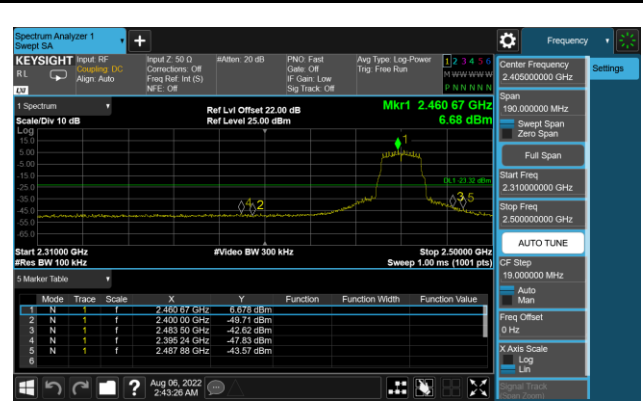 Spectrum Analyzer 1
Swept SA
+
Frequency
KEYSIGHT
RL
LXI
Input: RF
Coupling: DC
Align: Auto
Input Z: 50 Ω
Corrections: Off
Freq Ref: Int (S)
NFE: Off
#Atten: 20 dB
PNO: Fast
Gate: Off
IF Gain: Low
Sig Track: Off
Avg Type: Log-Power
Trig: Free Run
1 2 3 4 5 6
M W W W W W
P N N N N N
1 Spectrum
Scale/Div 10 dB
Ref Lvl Offset 22.00 dB
Ref Level 25.00 dBm
Mkr1 2.460 67 GHz
6.68 dBm
Log
15.0
5.00
-5.00
-15.0
-25.0
-35.0
-45.0
-55.0
-65.0
1
DL1 -23.32 dBm
4 2
3 5
Start 2.31000 GHz
#Res BW 100 kHz
#Video BW 300 kHz
Stop 2.50000 GHz
Sweep 1.00 ms (1001 pts)
5 Marker Table
Mode Trace Scale X Y Function Function Width Function Value
1 N 1 f 2.460 67 GHz 6.678 dBm
2 N 1 f 2.400 00 GHz -49.71 dBm
3 N 1 f 2.483 50 GHz -42.62 dBm
4 N 1 f 2.395 24 GHz -47.83 dBm
5 N 1 f 2.487 88 GHz -43.57 dBm
6
Aug 06, 2022
2:43:26 AM
?
Center Frequency
2.405000000 GHz
Settings
Span
190.000000 MHz
Swept Span
Zero Span
Full Span
Start Freq
2.310000000 GHz
Stop Freq
2.500000000 GHz
AUTO TUNE
CF Step
19.000000 MHz
Auto
Man
Freq Offset
0 Hz
X Axis Scale
Log
Lin
Signal Track
(Span Zoom)